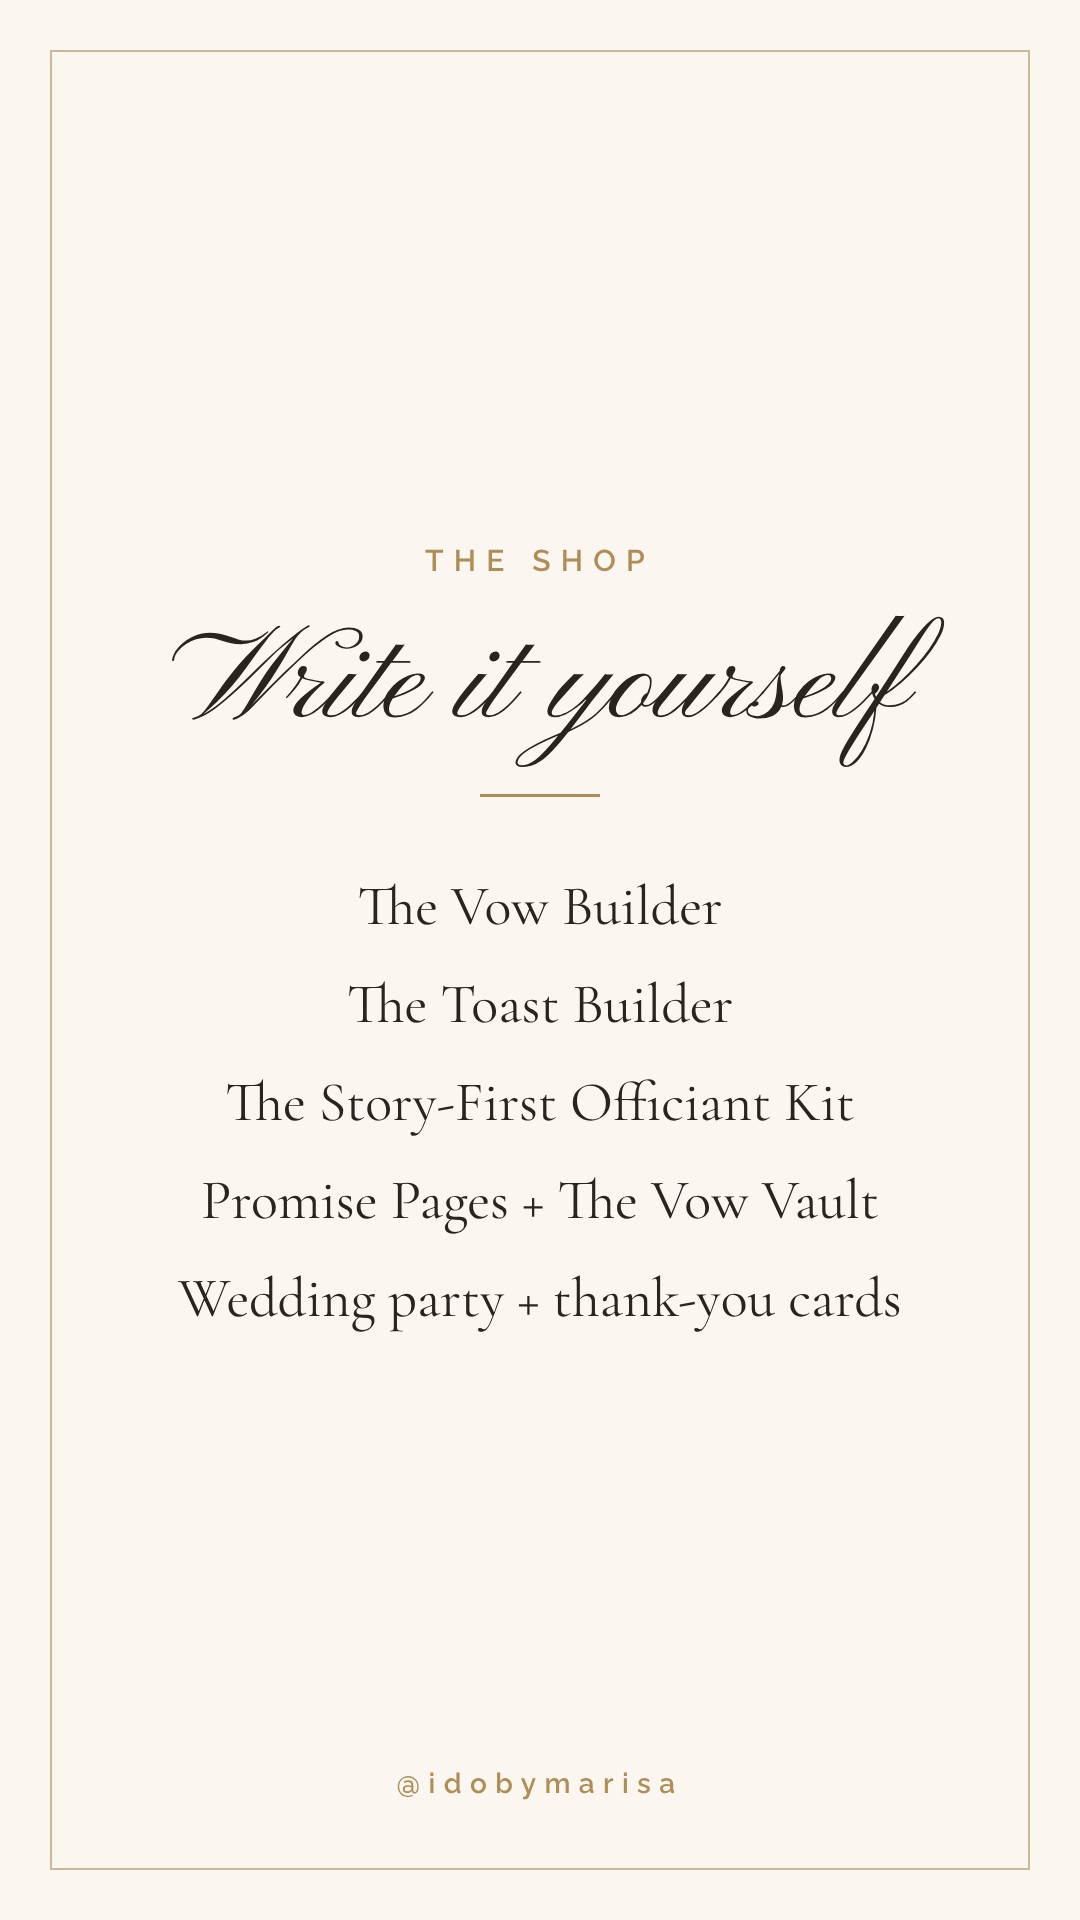 THE SHOP
Write it yourself
The Vow Builder
The Toast Builder
The Story-First Officiant Kit
Promise Pages + The Vow Vault
Wedding party + thank-you cards
@idobymarisa